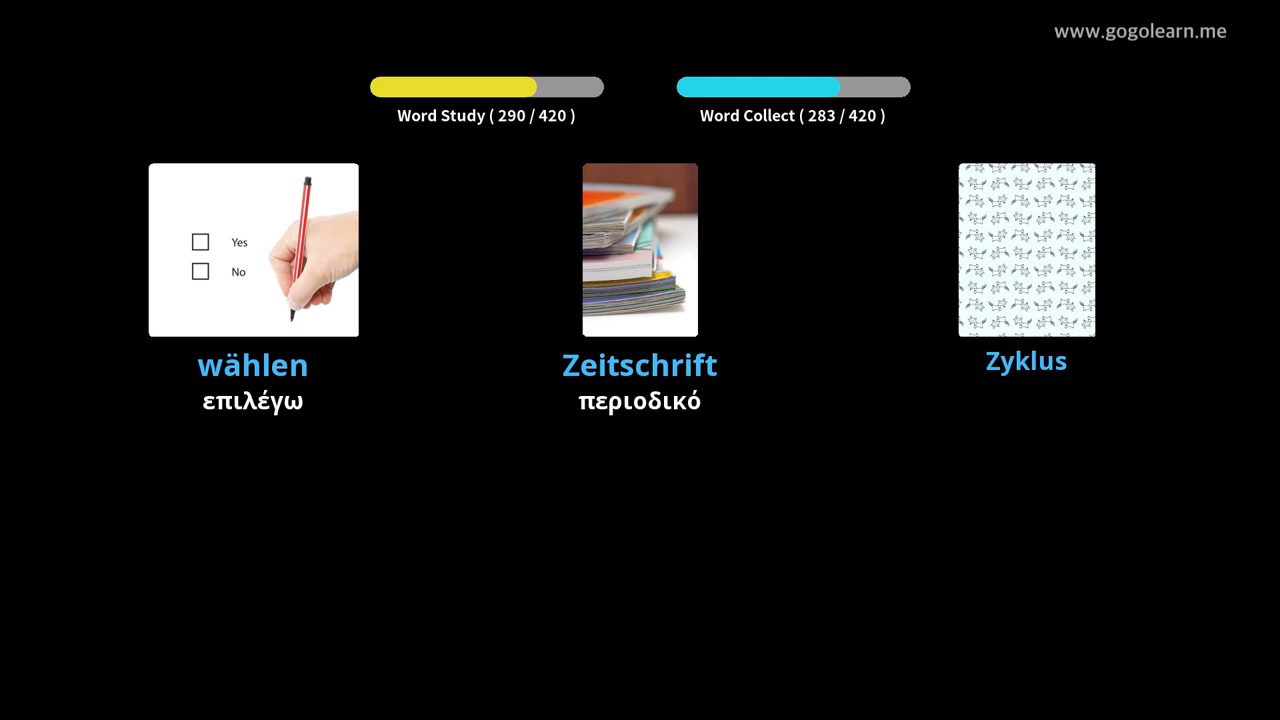 www.gogolearn.me
Word Study ( 290 / 420 )
Word Collect ( 283 / 420 )
Yes
No
wählen
Zeitschrift
Zyklus
επιλέγω
περιοδικό